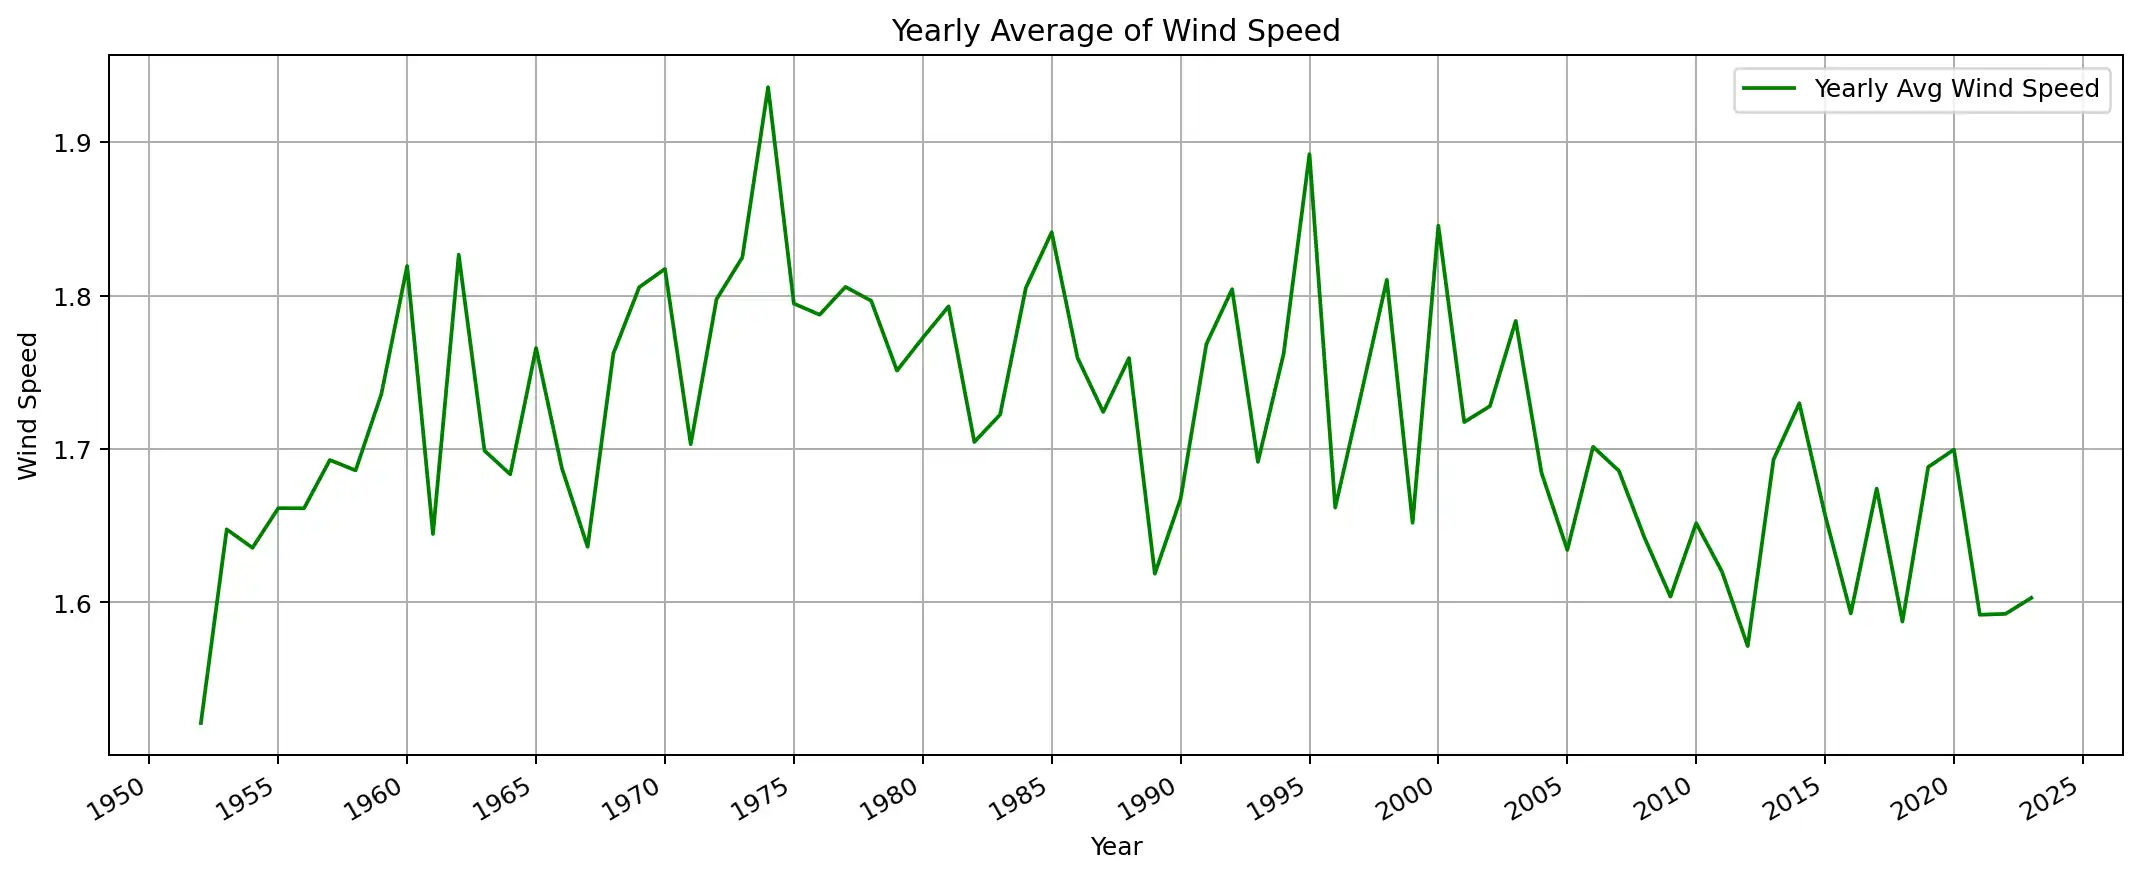 Yearly Average of Wind Speed
Yearly Avg Wind Speed
1.9
1.8
1.7
1.6
Wind Speed
1950 1955 1960 1965 1970 1975 1980 1985 1990 1995 2000 2005 2010 2015 2020 2025
Year